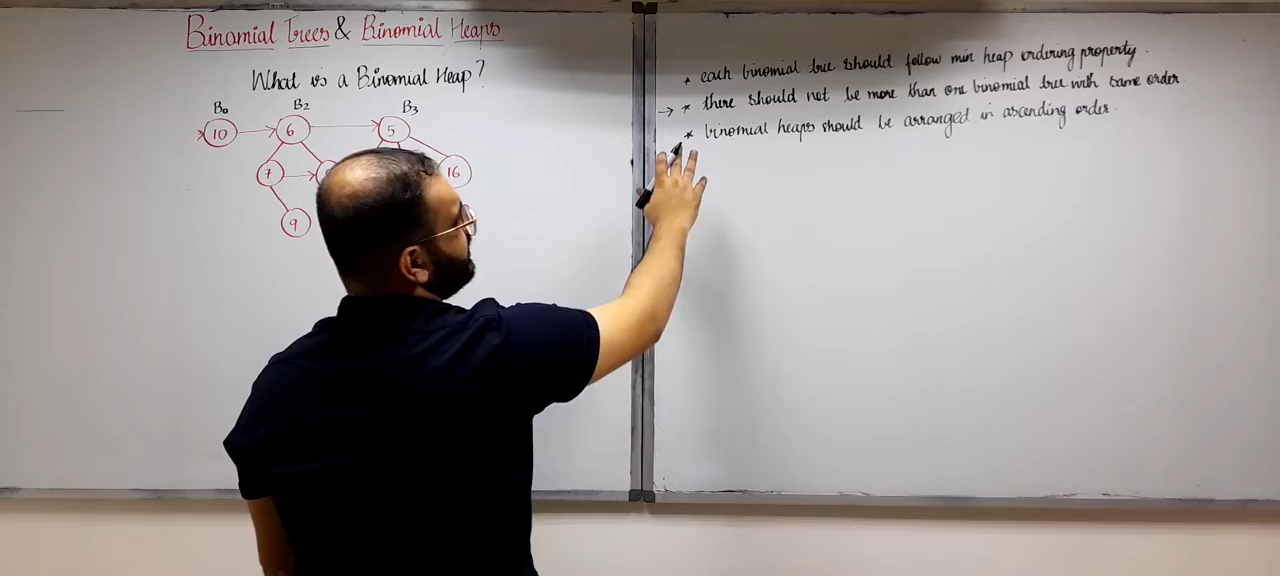 Binomial Trees & Binomial Heaps
What is a Binomial Heap?
B0 B2 B3
10 6 5
7 16
9
* each binomial tree should follow min heap ordering property.
→ * there should not be more than one binomial tree with same order.
* binomial heaps should be arranged in ascending order.